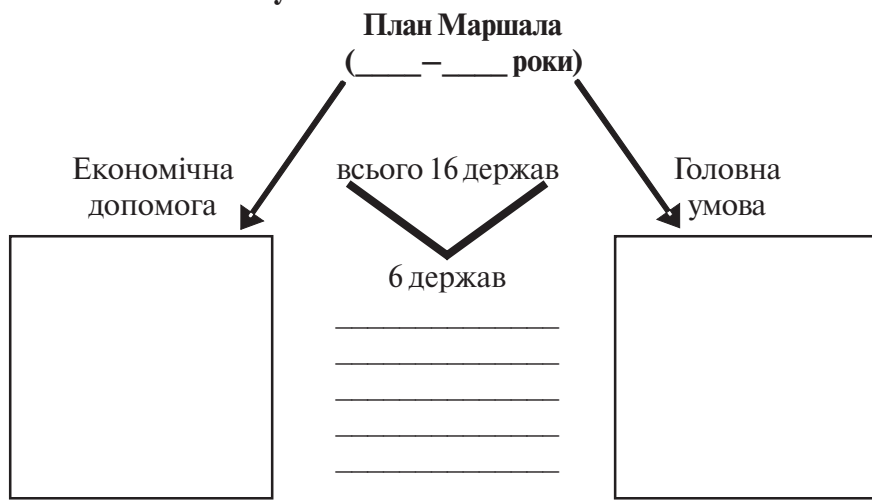 План Маршала
(____–____ роки)
Економічна
допомога
всього 16 держав
Головна
умова
6 держав